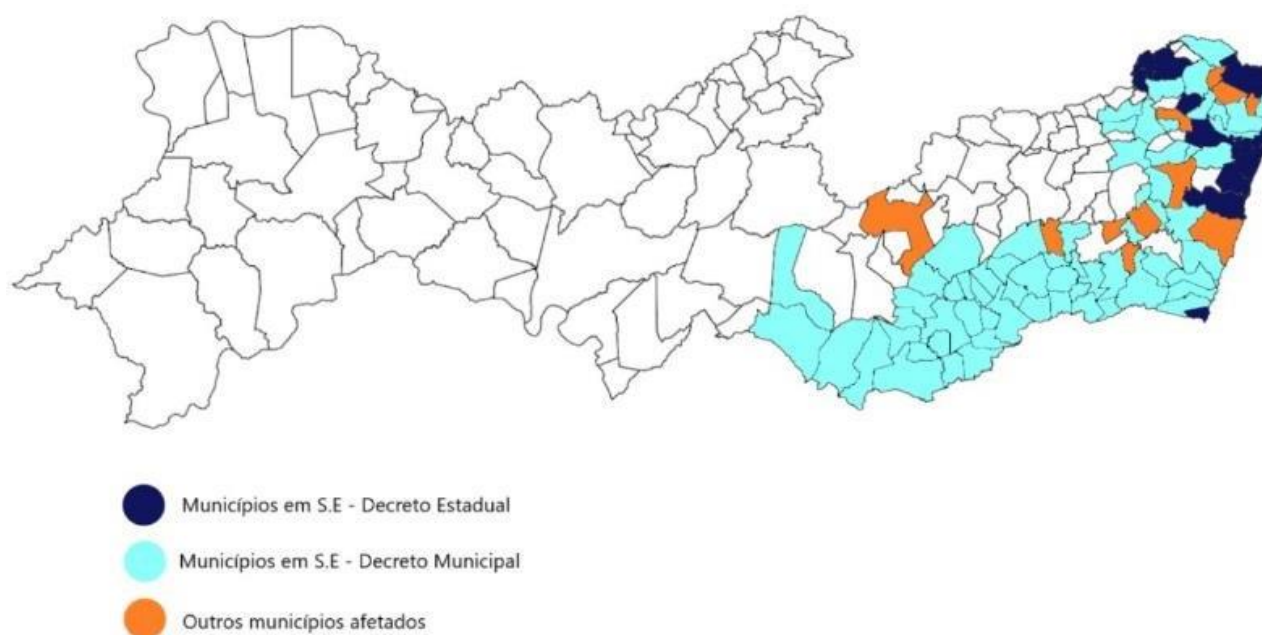 Municípios em S.E - Decreto Estadual
Municípios em S.E - Decreto Municipal
Outros municípios afetados